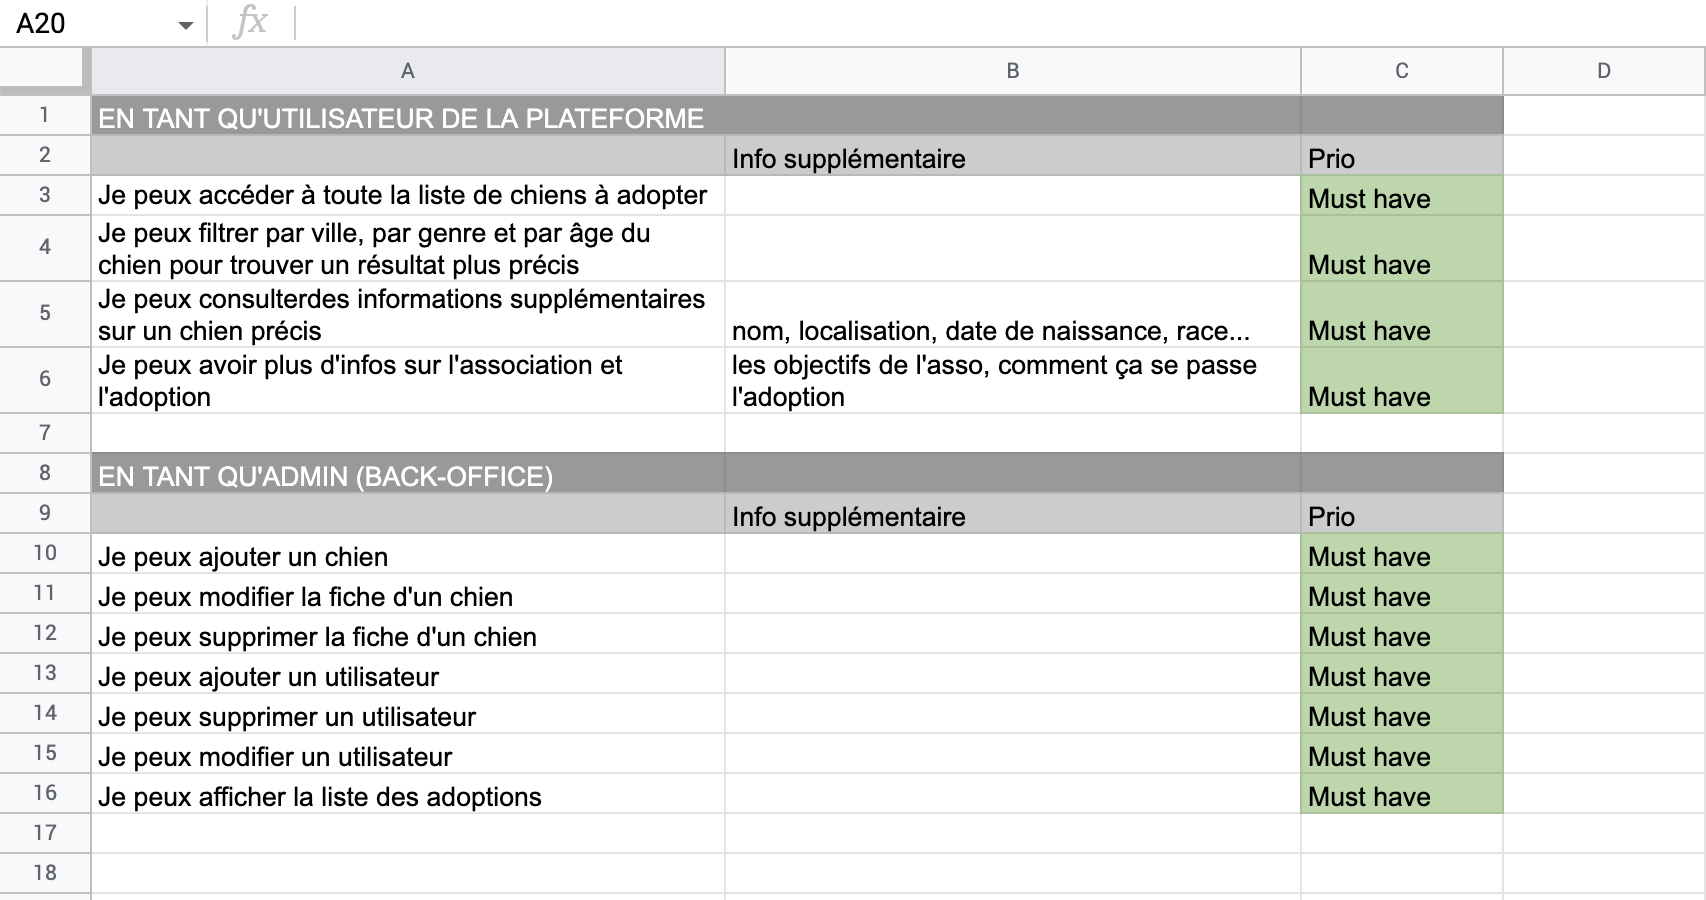 A20
fx
A B C D
1 EN TANT QU'UTILISATEUR DE LA PLATEFORME
2 Info supplémentaire Prio
3 Je peux accéder à toute la liste de chiens à adopter Must have
4 Je peux filtrer par ville, par genre et par âge du
chien pour trouver un résultat plus précis Must have
5 Je peux consulterdes informations supplémentaires
sur un chien précis nom, localisation, date de naissance, race... Must have
6 Je peux avoir plus d'infos sur l'association et les objectifs de l'asso, comment ça se passe
l'adoption l'adoption Must have
7
8 EN TANT QU'ADMIN (BACK-OFFICE)
9 Info supplémentaire Prio
10 Je peux ajouter un chien Must have
11 Je peux modifier la fiche d'un chien Must have
12 Je peux supprimer la fiche d'un chien Must have
13 Je peux ajouter un utilisateur Must have
14 Je peux supprimer un utilisateur Must have
15 Je peux modifier un utilisateur Must have
16 Je peux afficher la liste des adoptions Must have
17
18